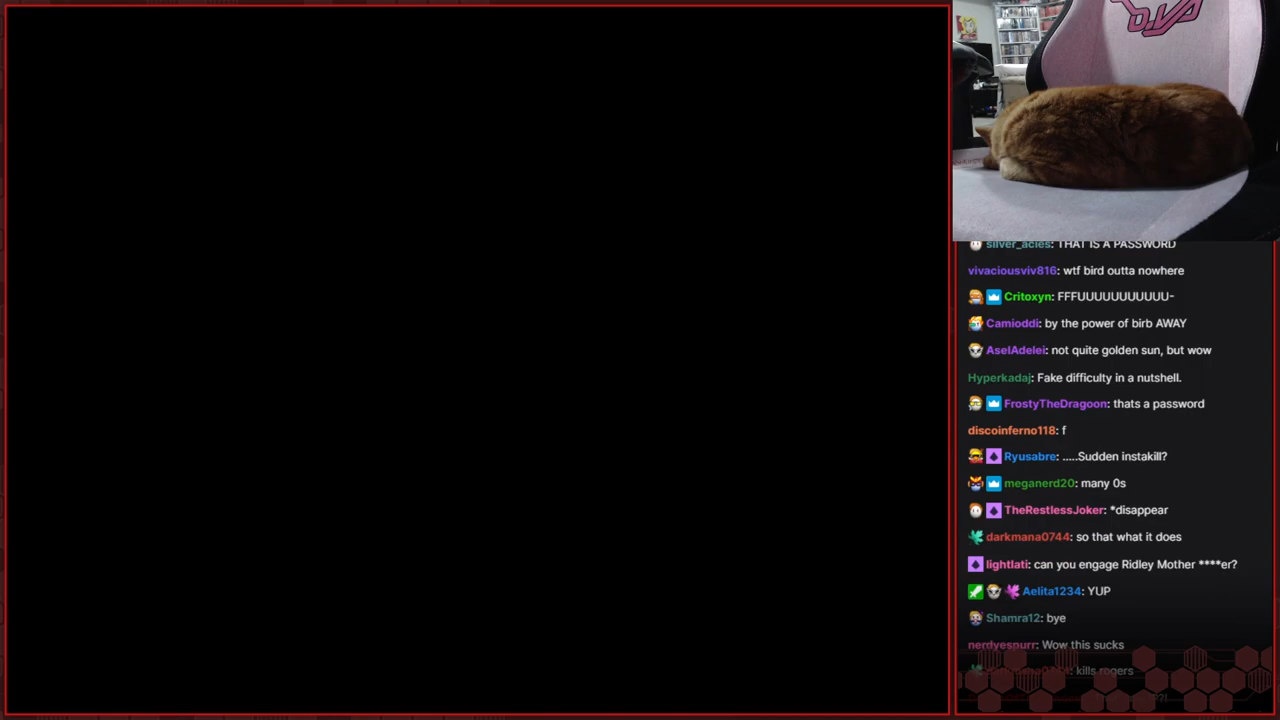 D.VA
silver_acies: THAT IS A PASSWORD
vivaciousviv816: wtf bird outta nowhere
Critoxyn: FFFUUUUUUUUUUU-
Camioddi: by the power of birb AWAY
AselAdelei: not quite golden sun, but wow
Hyperkadaj: Fake difficulty in a nutshell.
FrostyTheDragoon: thats a password
discoinferno118: f
Ryusabre: .....Sudden instakill?
meganerd20: many 0s
TheRestlessJoker: *disappear
darkmana0744: so that what it does
lightlati: can you engage Ridley Mother ****er?
Aelita1234: YUP
Shamra12: bye
nerdyespurr: Wow this sucks
kills rogers